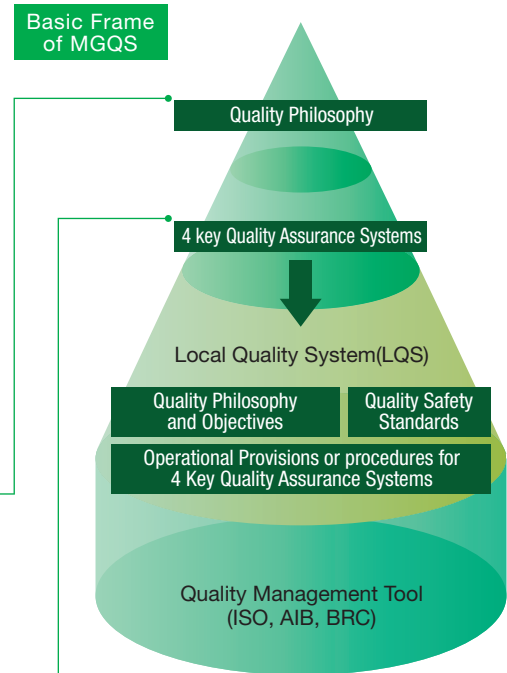 Basic Frame
of MGQS
Quality Philosophy
4 key Quality Assurance Systems
Local Quality System(LQS)
Quality Philosophy
and Objectives
Quality Safety
Standards
Operational Provisions or procedures for
4 Key Quality Assurance Systems
Quality Management Tool
(ISO, AIB, BRC)